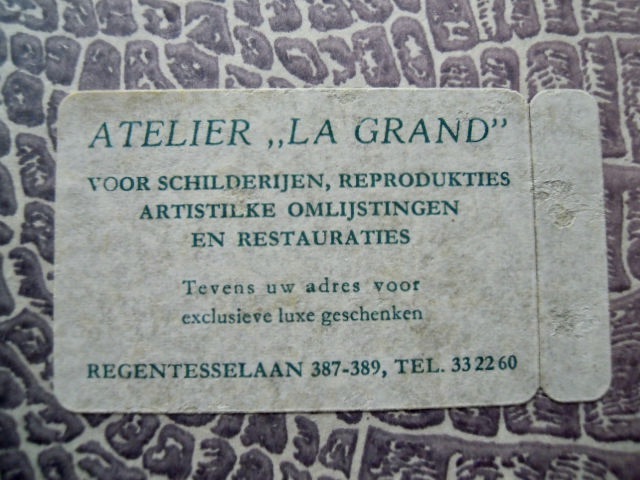 ATELIER „LA GRAND”
VOOR SCHILDERIJEN, REPRODUKTIES
ARTISTILKE OMLIJSTINGEN
EN RESTAURATIES
Tevens uw adres voor
exclusieve luxe geschenken
REGENTESSELAAN 387-389, TEL. 33 22 60